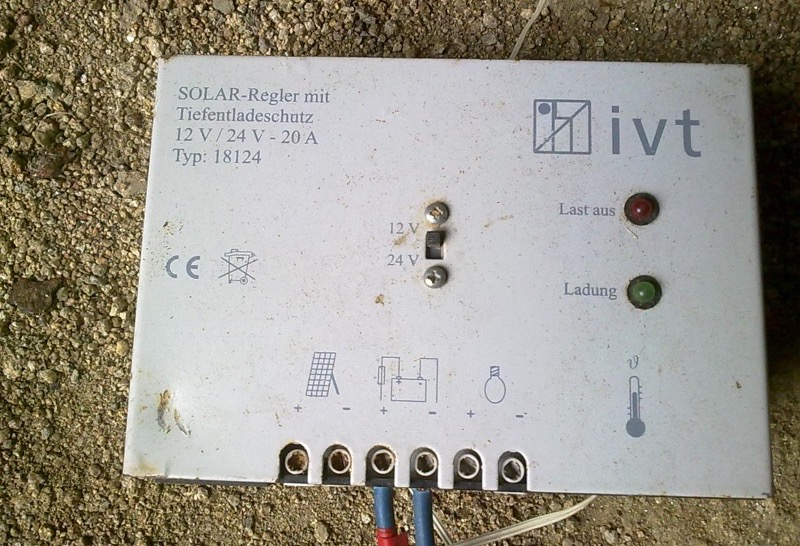 SOLAR-Regler mit
Tiefentladeschutz
12 V / 24 V - 20 A
Typ: 18124
ivt
Last aus
12 V
24 V
CE
Ladung
ϑ
+ - + - + -